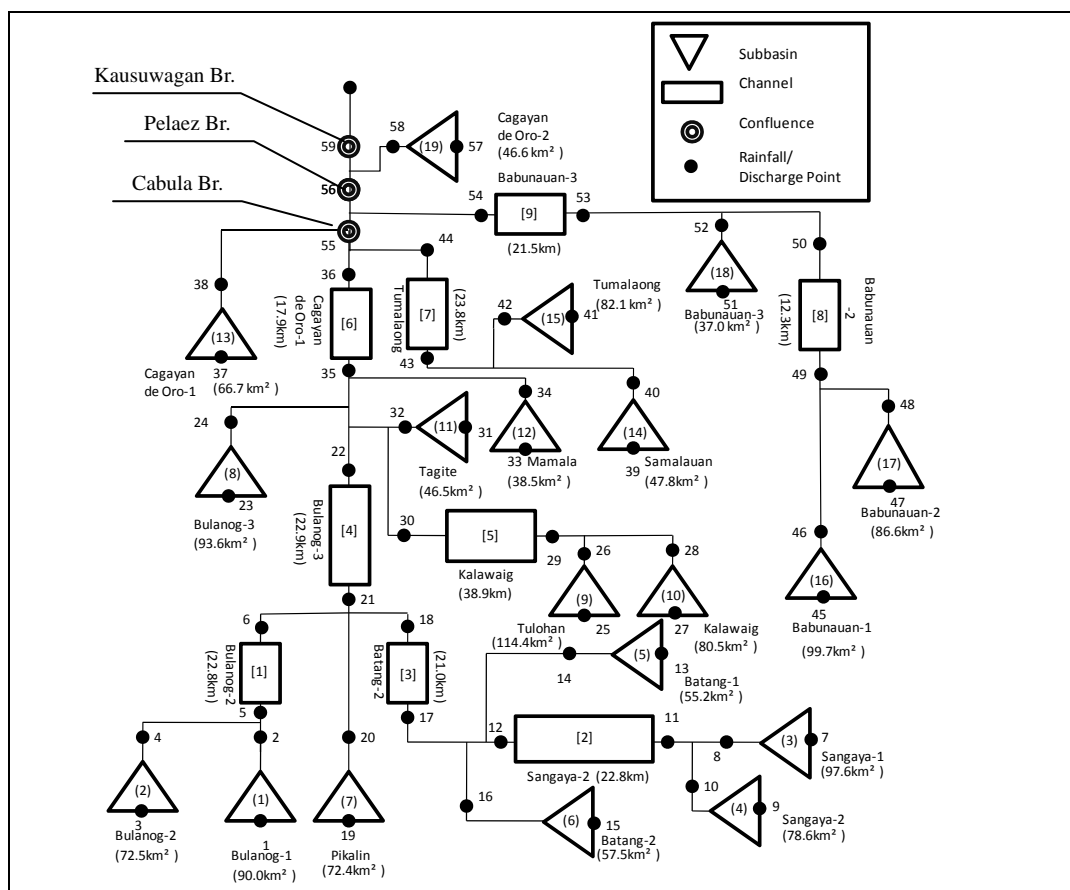 Kausuwagan Br.
Pelaez Br.
Cabula Br.
Subbasin
Channel
Confluence
Rainfall/
Discharge Point
59
58
(19)
57
Cagayan
de Oro-2
(46.6 km²)
56
55
Babunauan-3
54
[9]
53
(21.5km)
52
(18)
51
Babunauan-3
(37.0 km²)
50
[8]
Babunauan
-2
(12.3km)
49
48
(17)
47
Babunauan-2
(86.6km²)
46
(16)
45
Babunauan-1
(99.7km²)
44
[7]
Tumalaong
(23.8km)
43
42
(15)
41
Tumalaong
(82.1 km²)
40
(14)
39
Samalauan
(47.8km²)
38
(13)
37
Cagayan
de Oro-1
(66.7km²)
36
[6]
Cagayan
de Oro-1
(17.9km)
35
34
(12)
33 Mamala
(38.5km²)
32
(11)
31
Tagite
(46.5km²)
24
(8)
23
Bulanog-3
(93.6km²)
22
[4]
Bulanog-3
(22.9km)
21
30
[5]
29
Kalawaig
(38.9km)
26
(9)
25
Tulohan
(114.4km²)
28
(10)
27
Kalawaig
(80.5km²)
6
[1]
Bulanog-2
(22.8km)
5
18
[3]
Batang-2
(21.0km)
17
14
(5)
13
Batang-1
(55.2km²)
12
[2]
11
Sangaya-2 (22.8km)
8
(3)
7
Sangaya-1
(97.6km²)
10
(4)
9
Sangaya-2
(78.6km²)
16
(6)
15
Batang-2
(57.5km²)
4
(2)
3
Bulanog-2
(72.5km²)
2
(1)
1
Bulanog-1
(90.0km²)
20
(7)
19
Pikalin
(72.4km²)